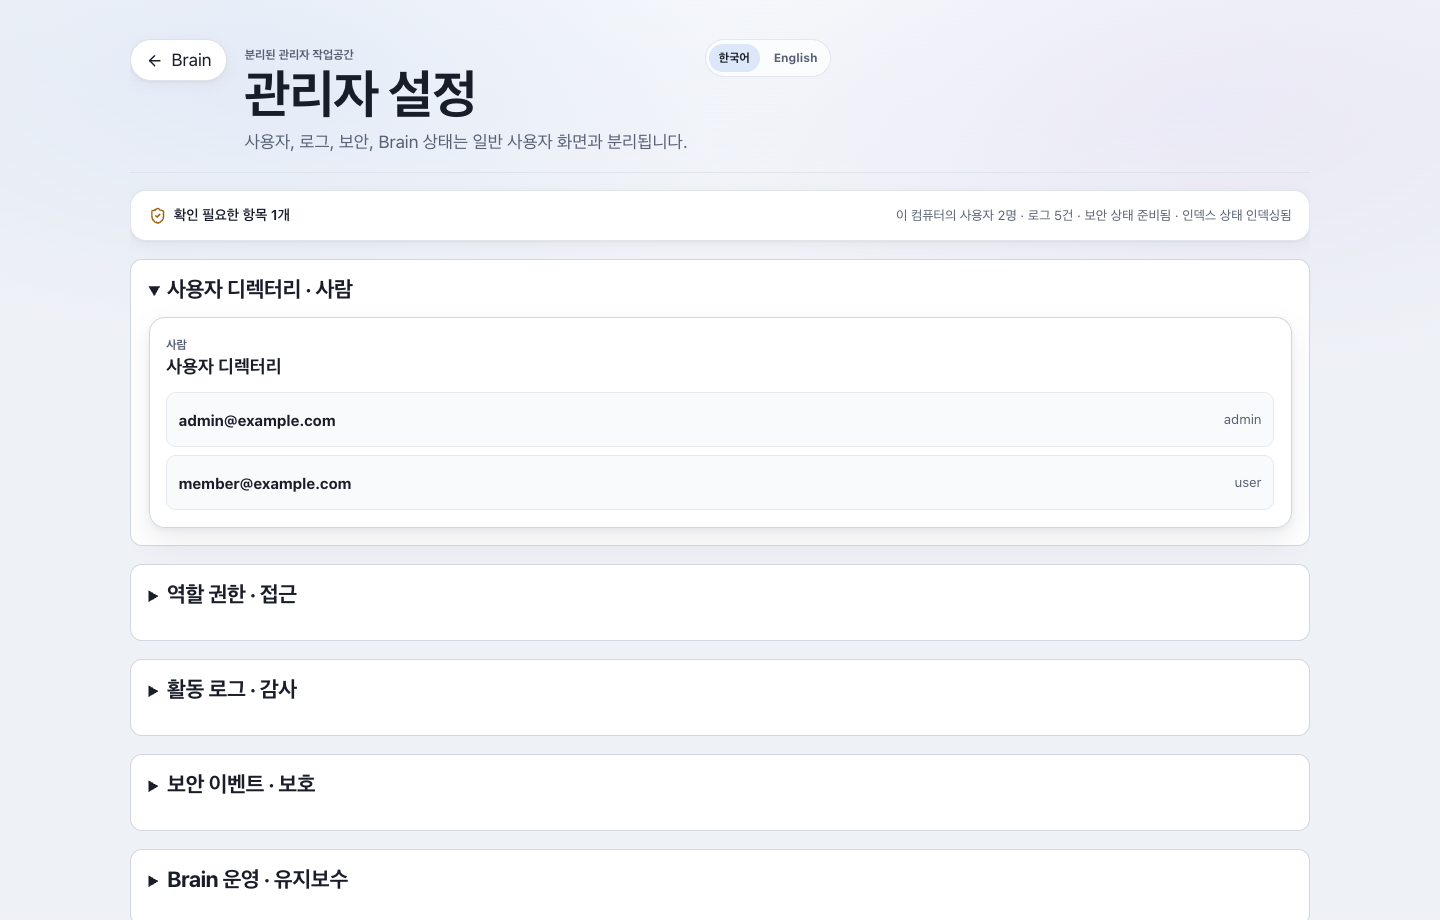 Brain
분리된 관리자 작업공간
관리자 설정
사용자, 로그, 보안, Brain 상태는 일반 사용자 화면과 분리됩니다.
한국어
English
확인 필요한 항목 1개
이 컴퓨터의 사용자 2명 · 로그 5건 · 보안 상태 준비됨 · 인덱스 상태 인덱싱됨
사용자 디렉터리 · 사람
사람
사용자 디렉터리
admin@example.com
admin
member@example.com
user
역할 권한 · 접근
활동 로그 · 감사
보안 이벤트 · 보호
Brain 운영 · 유지보수